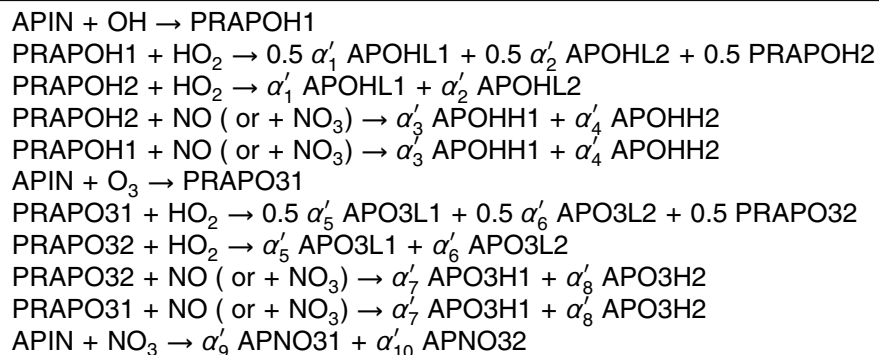 APIN + OH → PRAPOH1
PRAPOH1 + HO₂ → 0.5 α′₁ APOHL1 + 0.5 α′₂ APOHL2 + 0.5 PRAPOH2
PRAPOH2 + HO₂ → α′₁ APOHL1 + α′₂ APOHL2
PRAPOH2 + NO ( or + NO₃) → α′₃ APOHH1 + α′₄ APOHH2
PRAPOH1 + NO ( or + NO₃) → α′₃ APOHH1 + α′₄ APOHH2
APIN + O₃ → PRAPO31
PRAPO31 + HO₂ → 0.5 α′₅ APO3L1 + 0.5 α′₆ APO3L2 + 0.5 PRAPO32
PRAPO32 + HO₂ → α′₅ APO3L1 + α′₆ APO3L2
PRAPO32 + NO ( or + NO₃) → α′₇ APO3H1 + α′₈ APO3H2
PRAPO31 + NO ( or + NO₃) → α′₇ APO3H1 + α′₈ APO3H2
APIN + NO₃ → α′₉ APNO31 + α′₁₀ APNO32